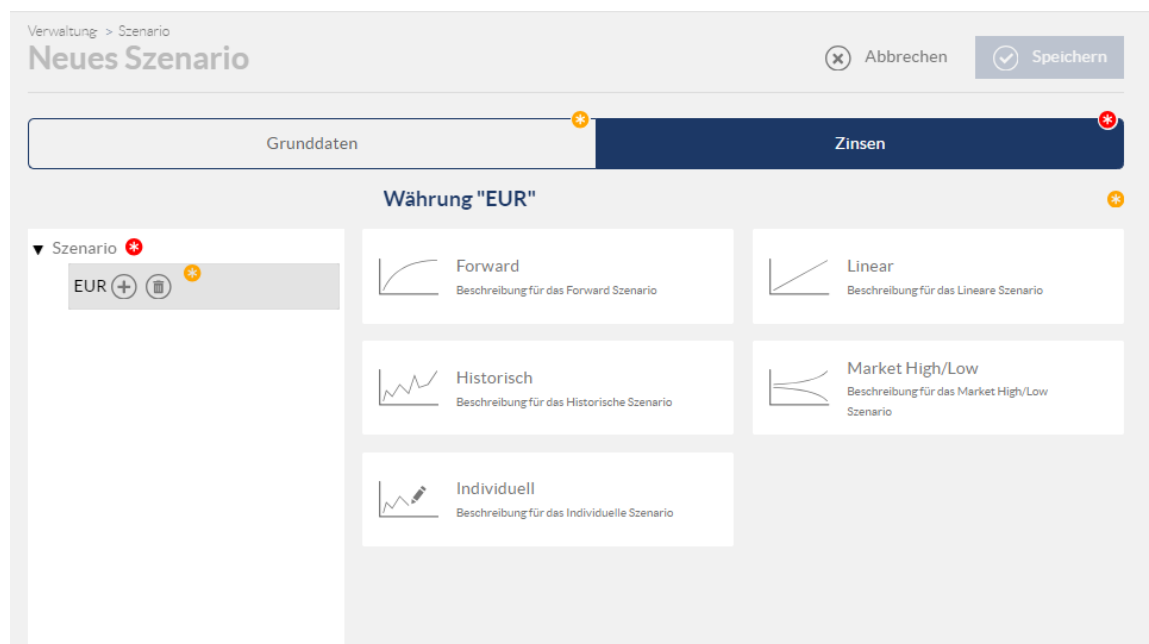 Verwaltung > Szenario
Neues Szenario
Abbrechen
Speichern
Grunddaten
Zinsen
Währung "EUR"
Szenario
EUR
Forward
Beschreibung für das Forward Szenario
Linear
Beschreibung für das Lineare Szenario
Historisch
Beschreibung für das Historische Szenario
Market High/Low
Beschreibung für das Market High/Low
Szenario
Individuell
Beschreibung für das Individuelle Szenario